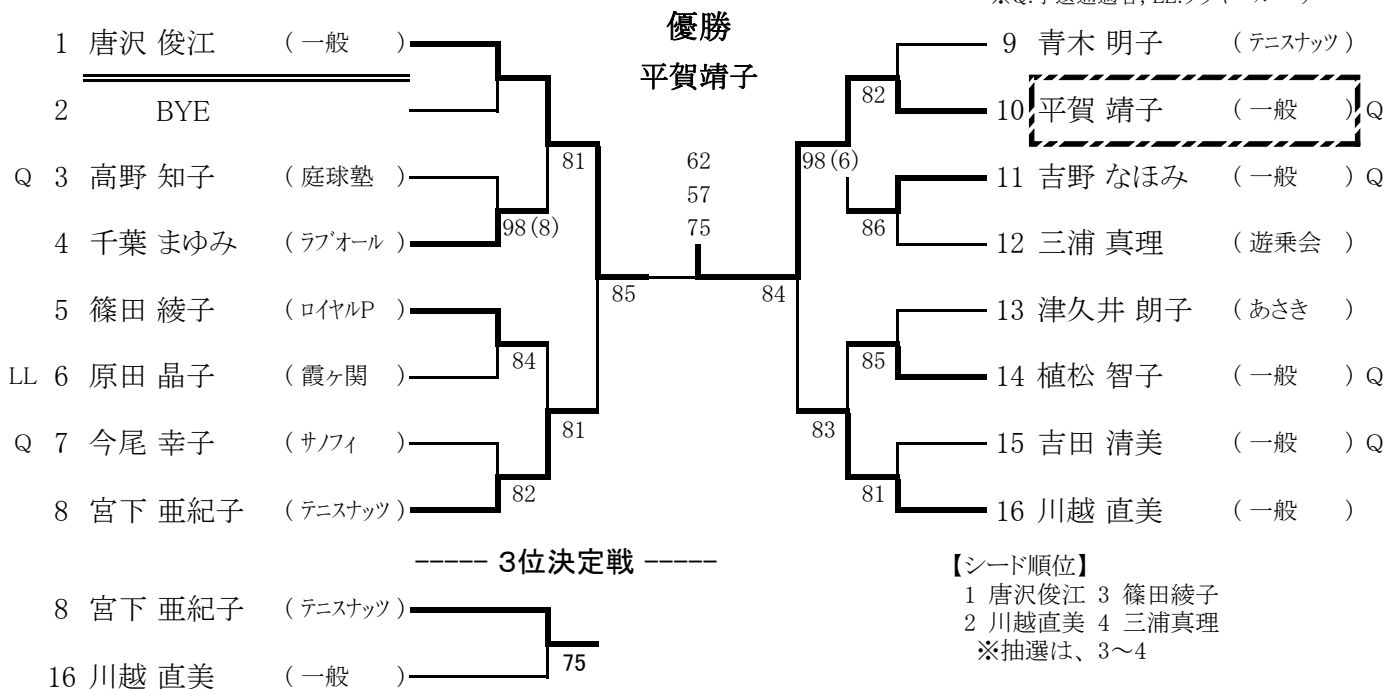 優勝
平賀靖子
1 唐沢 俊江 (一般)
2 BYE
Q 3 高野 知子 (庭球塾)
4 千葉 まゆみ (ラブオール)
5 篠田 綾子 (ロイヤルP)
LL 6 原田 晶子 (霞ヶ関)
Q 7 今尾 幸子 (サノフィ)
8 宮下 亜紀子 (テニスナッツ)
98(8)
84
82
81
81
85
62
57
75
84
98(6)
83
82
86
85
81
9 青木 明子 (テニスナッツ)
10 平賀 靖子 (一般) Q
11 吉野 なほみ (一般) Q
12 三浦 真理 (遊乗会)
13 津久井 朗子 (あさき)
14 植松 智子 (一般) Q
15 吉田 清美 (一般) Q
16 川越 直美 (一般)
----- 3位決定戦 -----
8 宮下 亜紀子 (テニスナッツ)
16 川越 直美 (一般)
75
【シード順位】
1 唐沢俊江 3 篠田綾子
2 川越直美 4 三浦真理
※抽選は、3〜4